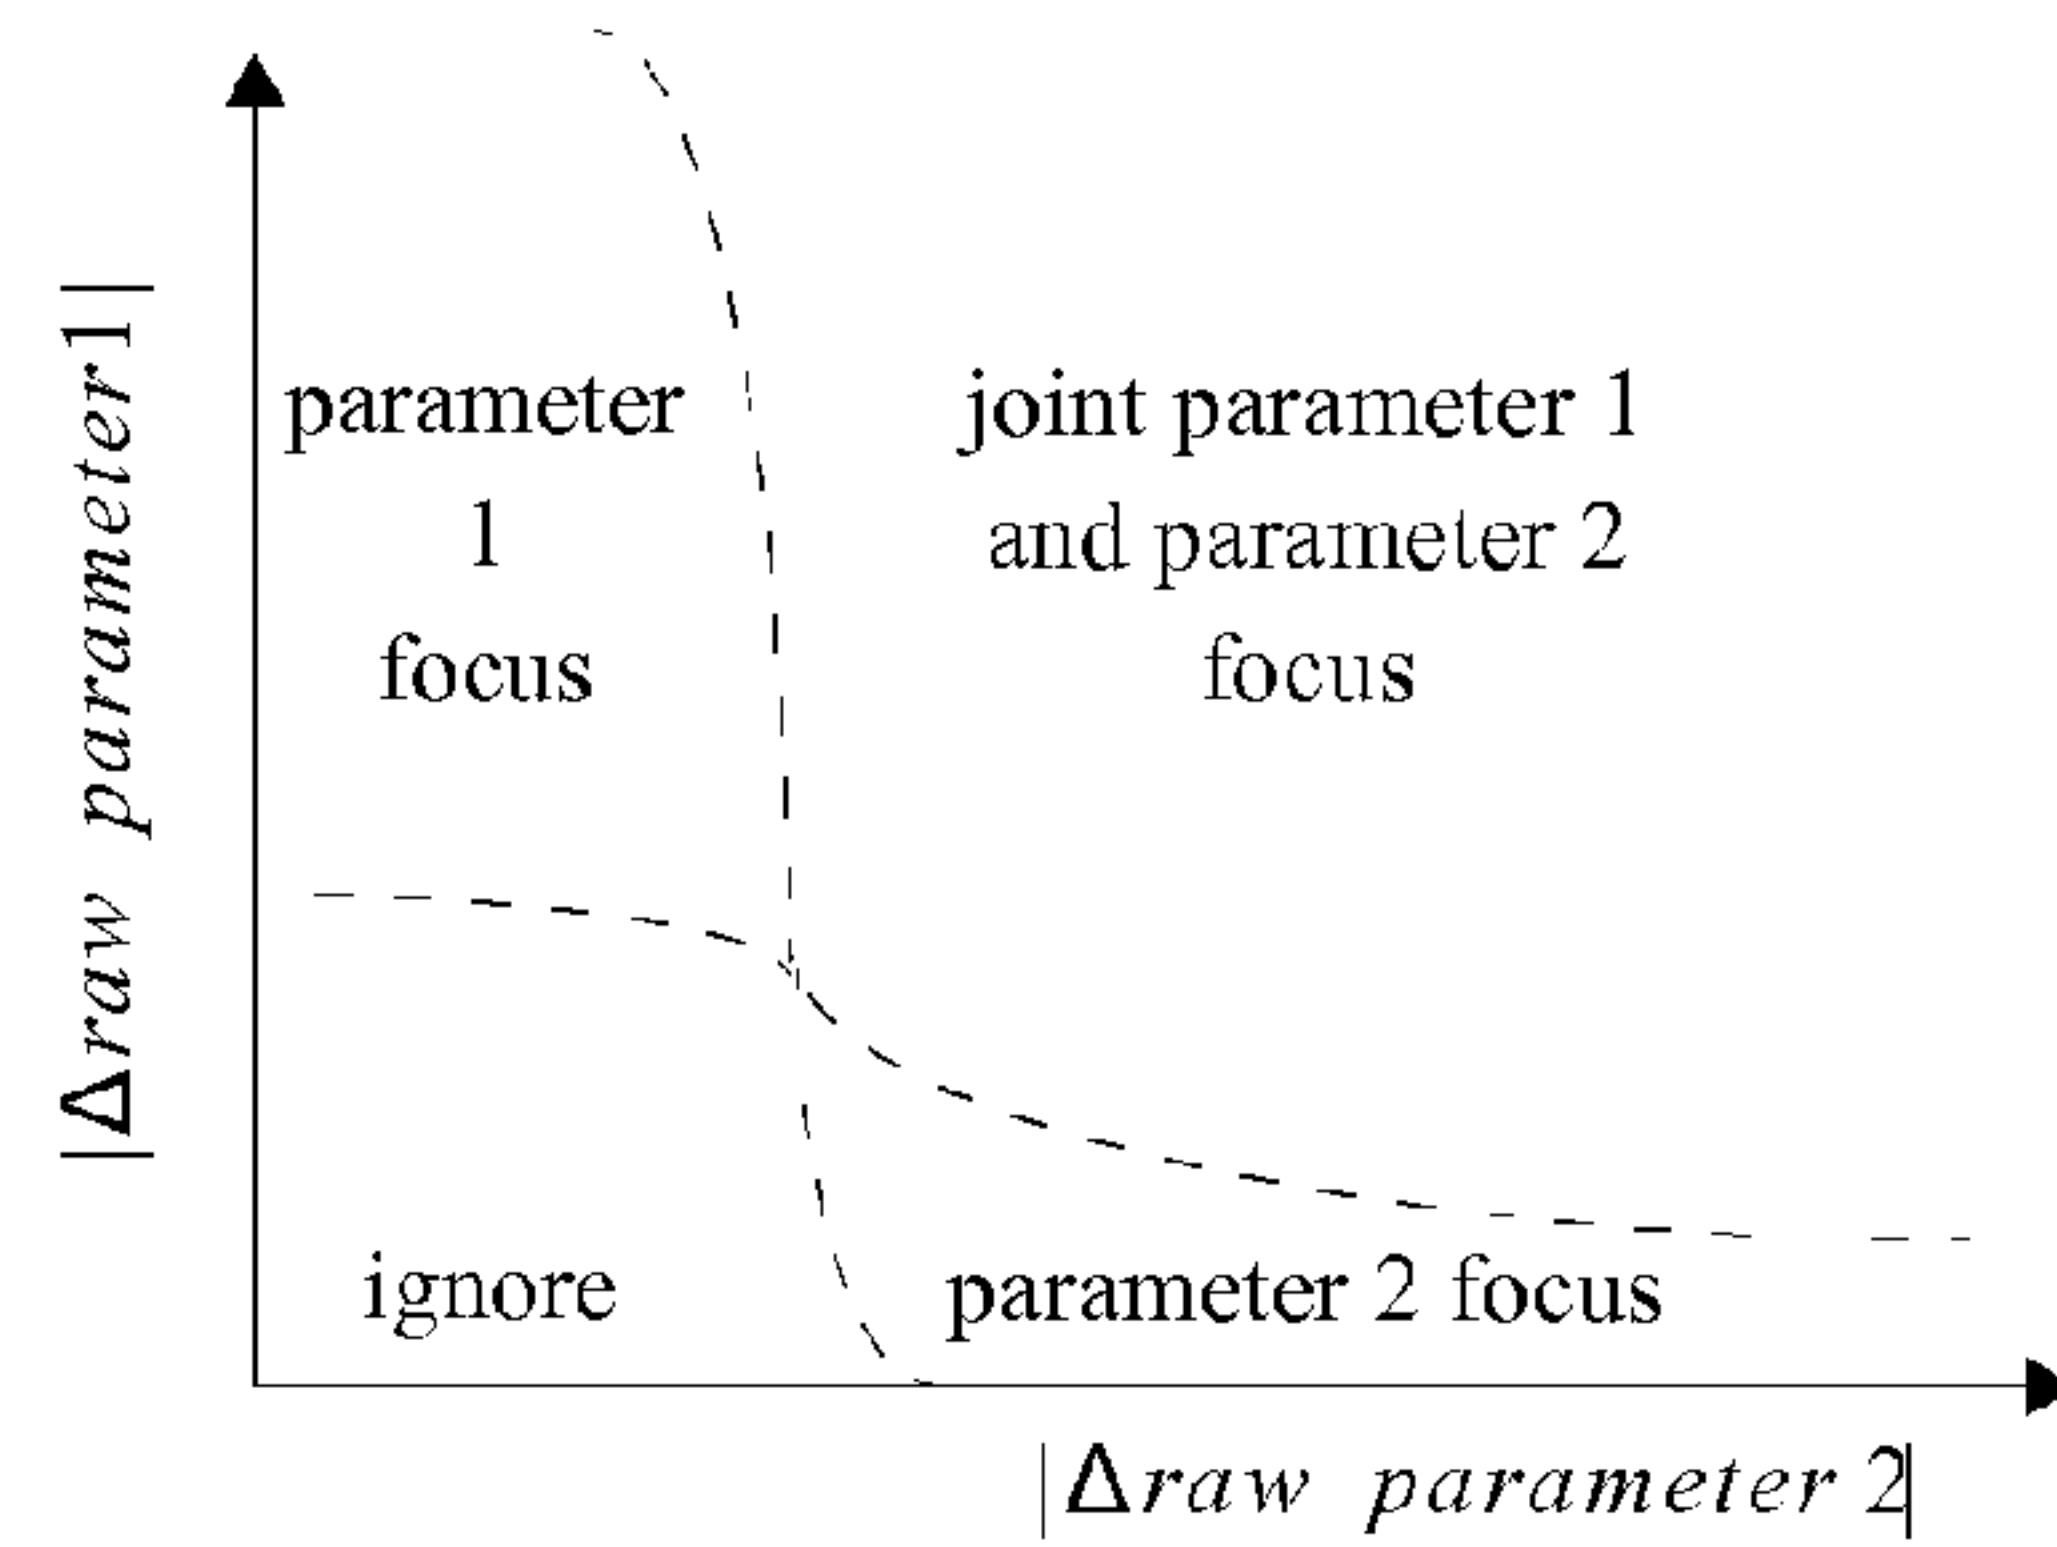 |Δraw parameter1|
parameter
1
focus
joint parameter 1
and parameter 2
focus
ignore
parameter 2 focus
|Δraw parameter 2|